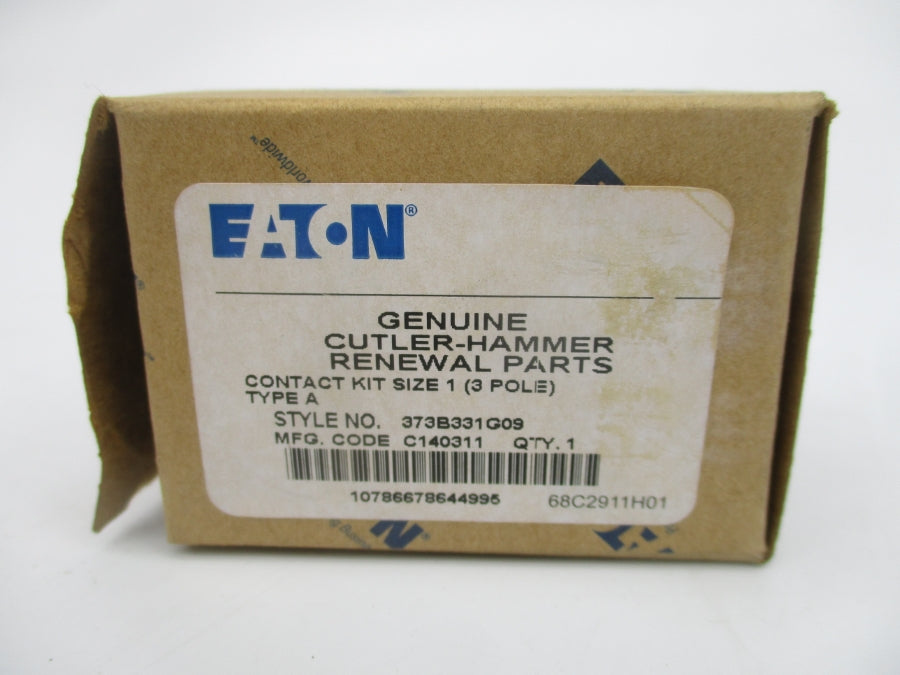 worldwide™
EATON®
GENUINE
CUTLER-HAMMER
RENEWAL PARTS
CONTACT KIT SIZE 1 (3 POLE)
TYPE A
STYLE NO. 373B331G09
MFG. CODE C140311 QTY. 1
10786678644995 68C2911H01